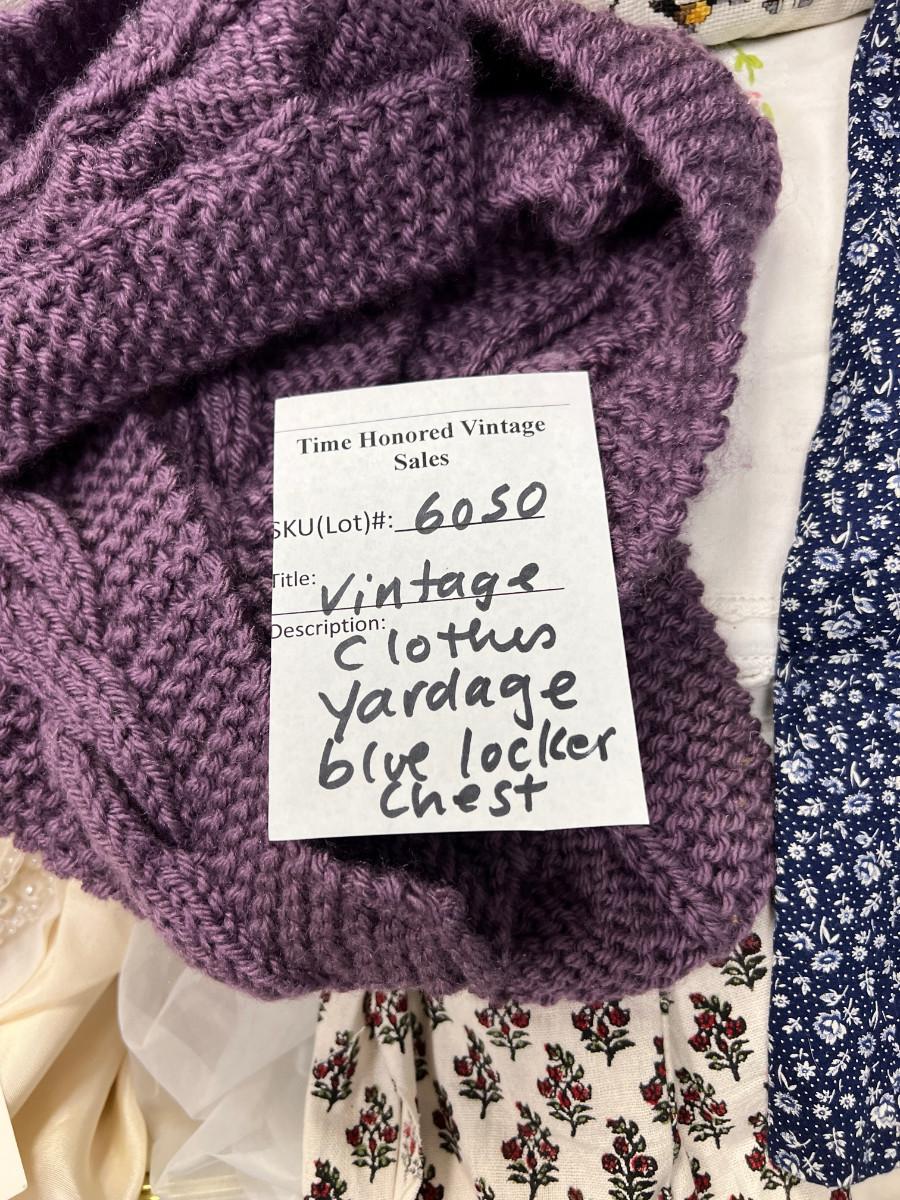 Time Honored Vintage
Sales
SKU(Lot)#: 6050
Title: Vintage
Description:
Clothes
Yardage
blue locker
Chest